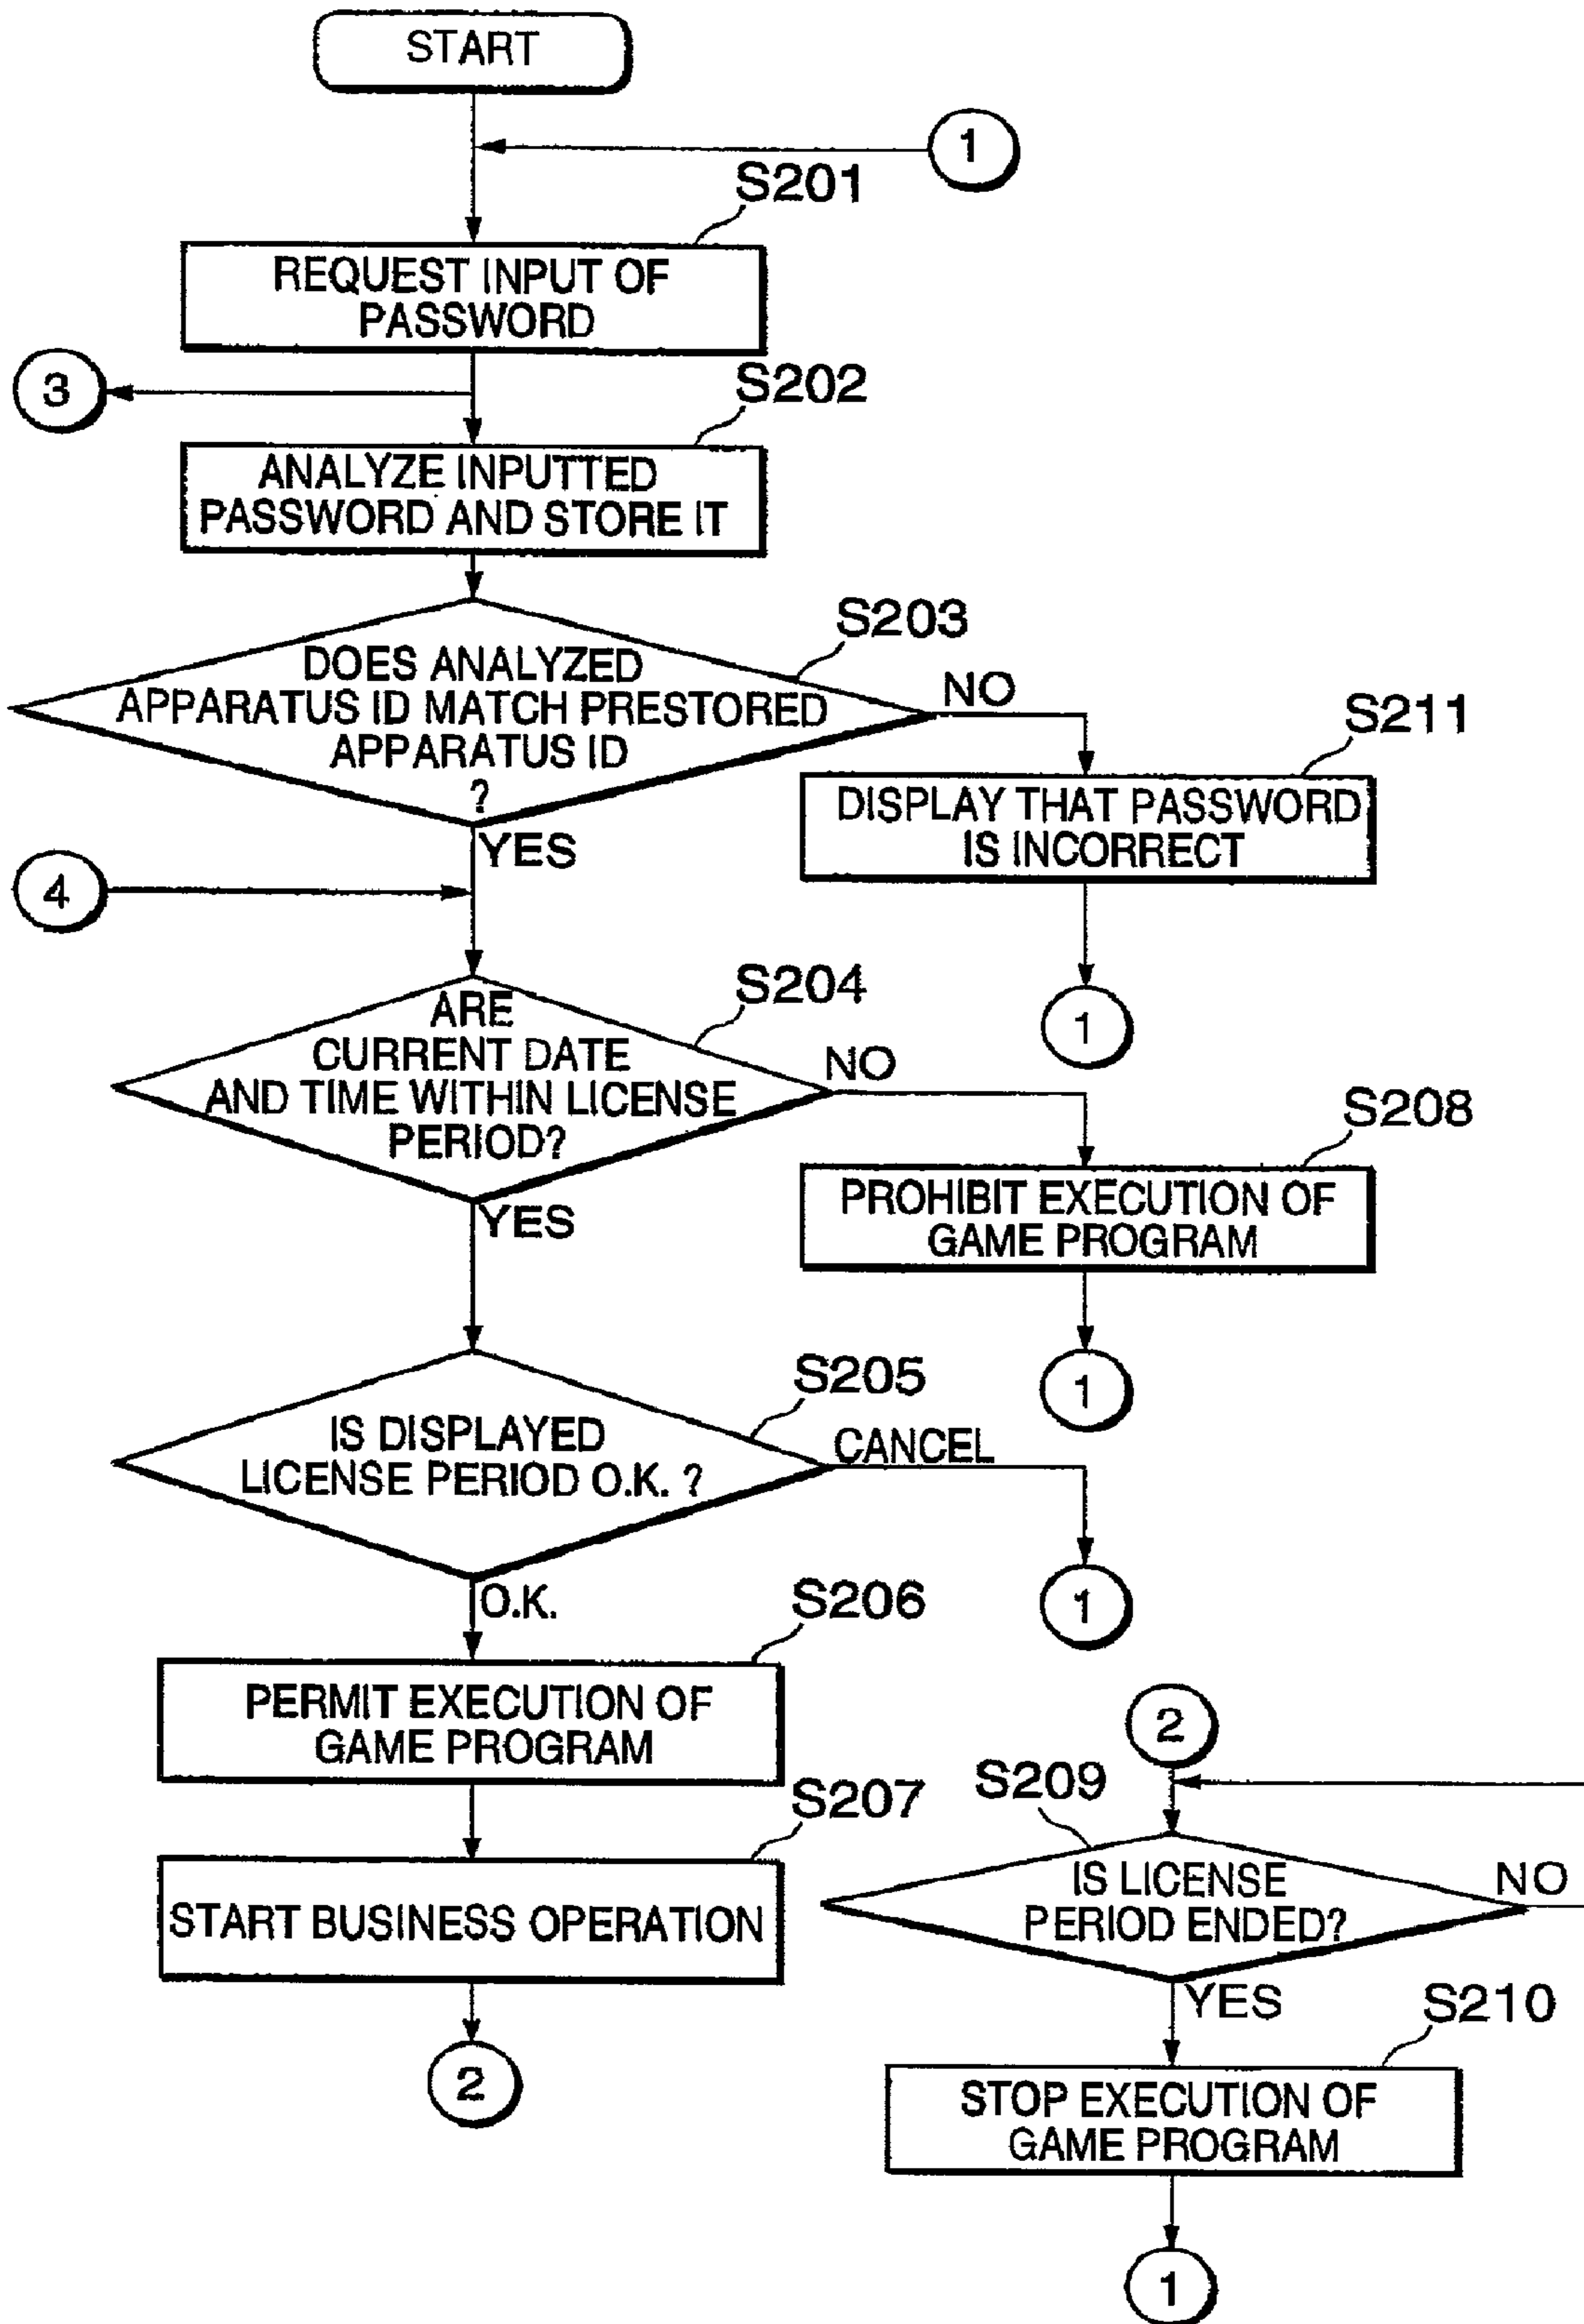 START
1
S201
REQUEST INPUT OF
PASSWORD
3
S202
ANALYZE INPUTTED
PASSWORD AND STORE IT
S203
DOES ANALYZED
APPARATUS ID MATCH PRESTORED
APPARATUS ID
?
NO
YES
S211
DISPLAY THAT PASSWORD
IS INCORRECT
1
4
S204
ARE
CURRENT DATE
AND TIME WITHIN LICENSE
PERIOD?
NO
YES
S208
PROHIBIT EXECUTION OF
GAME PROGRAM
1
S205
IS DISPLAYED
LICENSE PERIOD O.K. ?
CANCEL
1
O.K.
S206
PERMIT EXECUTION OF
GAME PROGRAM
S207
START BUSINESS OPERATION
2
2
S209
IS LICENSE
PERIOD ENDED?
NO
YES
S210
STOP EXECUTION OF
GAME PROGRAM
1